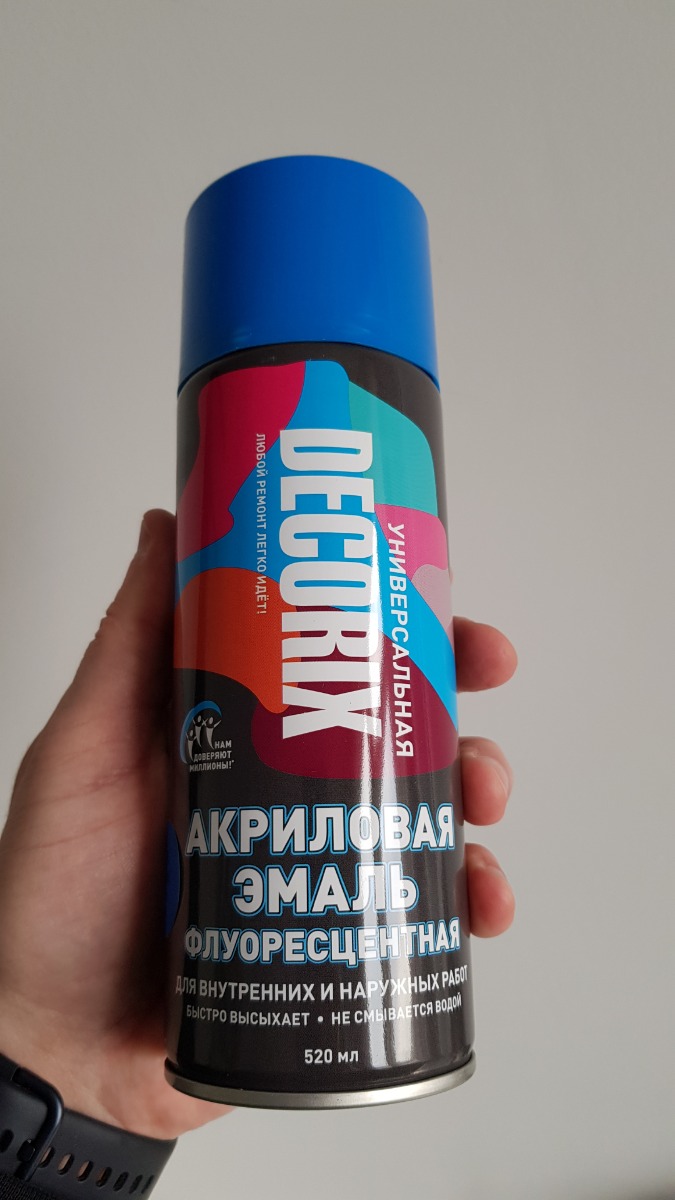 УНИВЕРСАЛЬНАЯ
DECORIX
ЛЮБОЙ РЕМОНТ ЛЕГКО ИДЁТ!
НАМ
ДОВЕРЯЮТ
МИЛЛИОНЫ!*
АКРИЛОВАЯ
ЭМАЛЬ
ФЛУОРЕСЦЕНТНАЯ
ДЛЯ ВНУТРЕННИХ И НАРУЖНЫХ РАБОТ
БЫСТРО ВЫСЫХАЕТ • НЕ СМЫВАЕТСЯ ВОДОЙ
520 мл